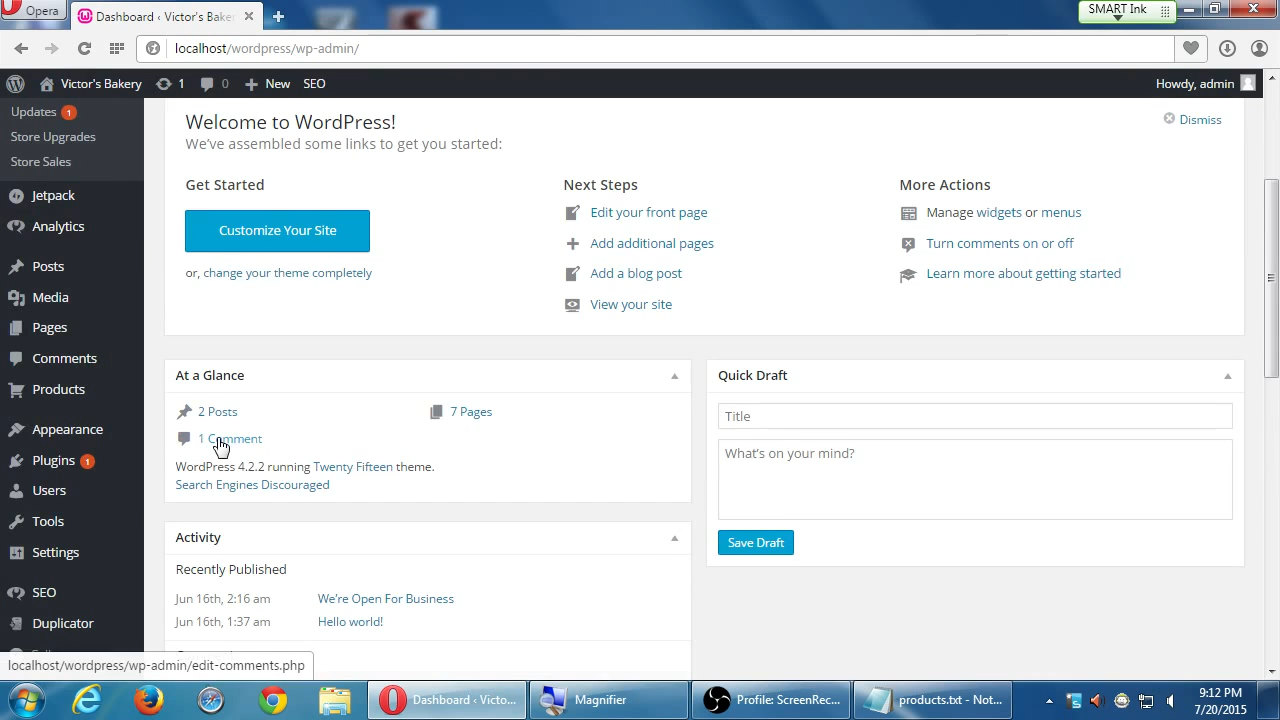 Opera
Dashboard ‹ Victor's Baker
SMART Ink
localhost/wordpress/wp-admin/
Victor's Bakery
1
0
New
SEO
Howdy, admin
Updates 1
Store Upgrades
Store Sales
Jetpack
Analytics
Posts
Media
Pages
Comments
Products
Appearance
Plugins 1
Users
Tools
Settings
SEO
Duplicator
Welcome to WordPress!
Dismiss
We've assembled some links to get you started:
Get Started
Customize Your Site
or, change your theme completely
Next Steps
Edit your front page
Add additional pages
Add a blog post
View your site
More Actions
Manage widgets or menus
Turn comments on or off
Learn more about getting started
At a Glance
2 Posts
7 Pages
1 Comment
WordPress 4.2.2 running Twenty Fifteen theme.
Search Engines Discouraged
Quick Draft
Title
What's on your mind?
Save Draft
Activity
Recently Published
Jun 16th, 2:16 am We're Open For Business
Jun 16th, 1:37 am Hello world!
localhost/wordpress/wp-admin/edit-comments.php
Dashboard ‹ Victo...
Magnifier
Profile: ScreenRec...
products.txt - Not...
9:12 PM
7/20/2015